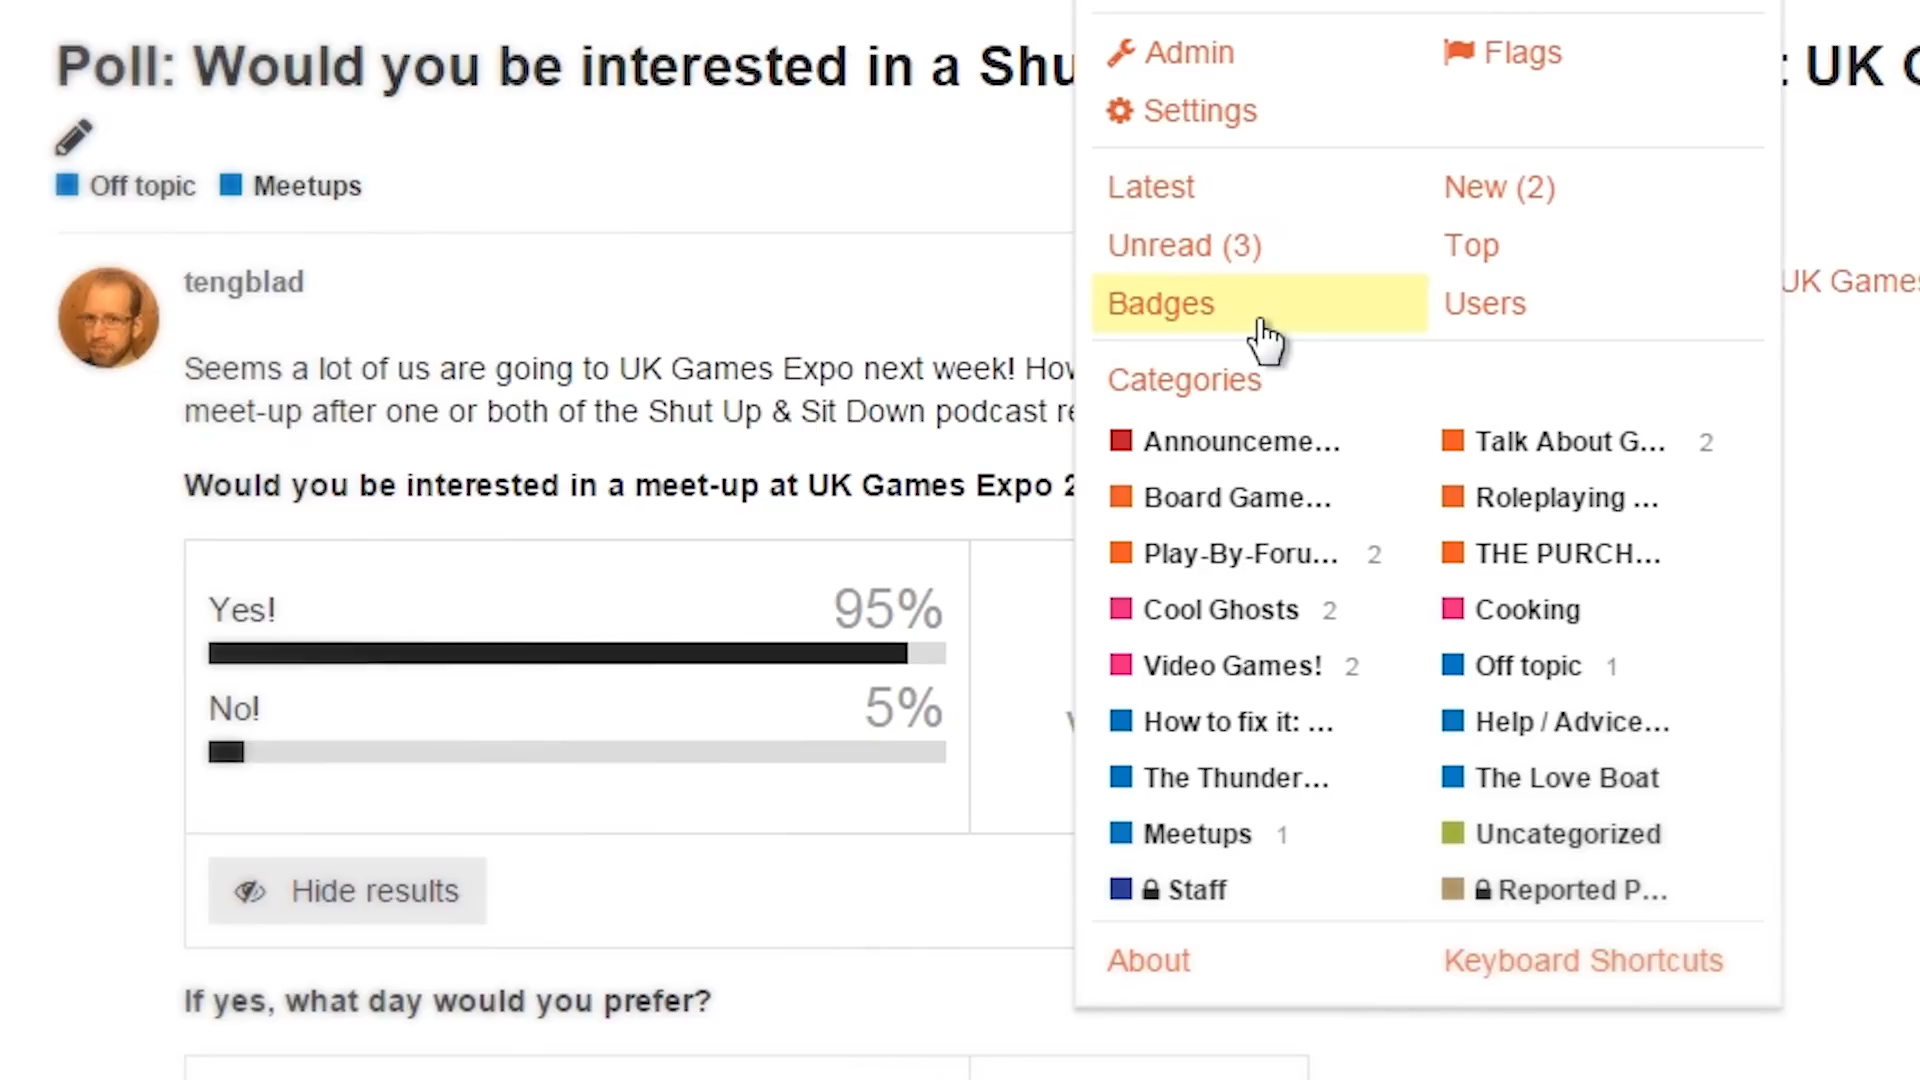 Poll: Would you be interested in a Shu
: UK
Off topic Meetups
tengblad
UK Games
Seems a lot of us are going to UK Games Expo next week! How
meet-up after one or both of the Shut Up & Sit Down podcast re
Would you be interested in a meet-up at UK Games Expo 2
Yes! 95%
No! 5%
Hide results
If yes, what day would you prefer?
Admin Flags
Settings
Latest New (2)
Unread (3) Top
Badges Users
Categories
Announceme... Talk About G... 2
Board Game... Roleplaying ...
Play-By-Foru... 2 THE PURCH...
Cool Ghosts 2 Cooking
Video Games! 2 Off topic 1
How to fix it: ... Help / Advice...
The Thunder... The Love Boat
Meetups 1 Uncategorized
Staff Reported P...
About Keyboard Shortcuts